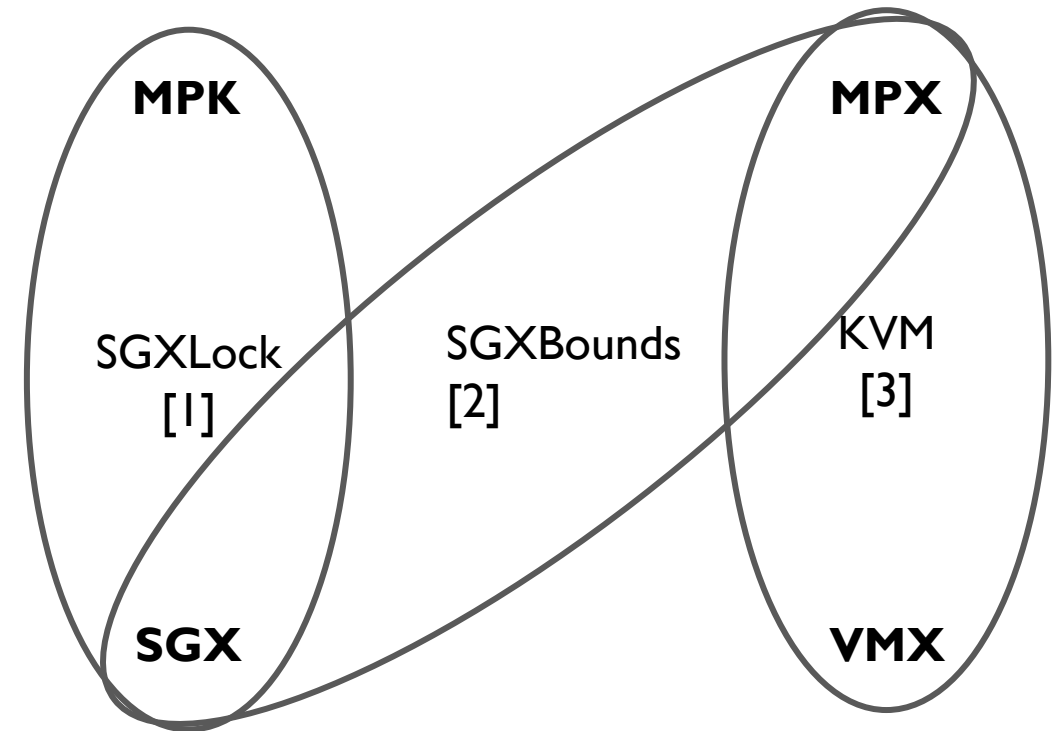 MPK
MPX
SGXLock
[1]
SGXBounds
[2]
KVM
[3]
SGX
VMX